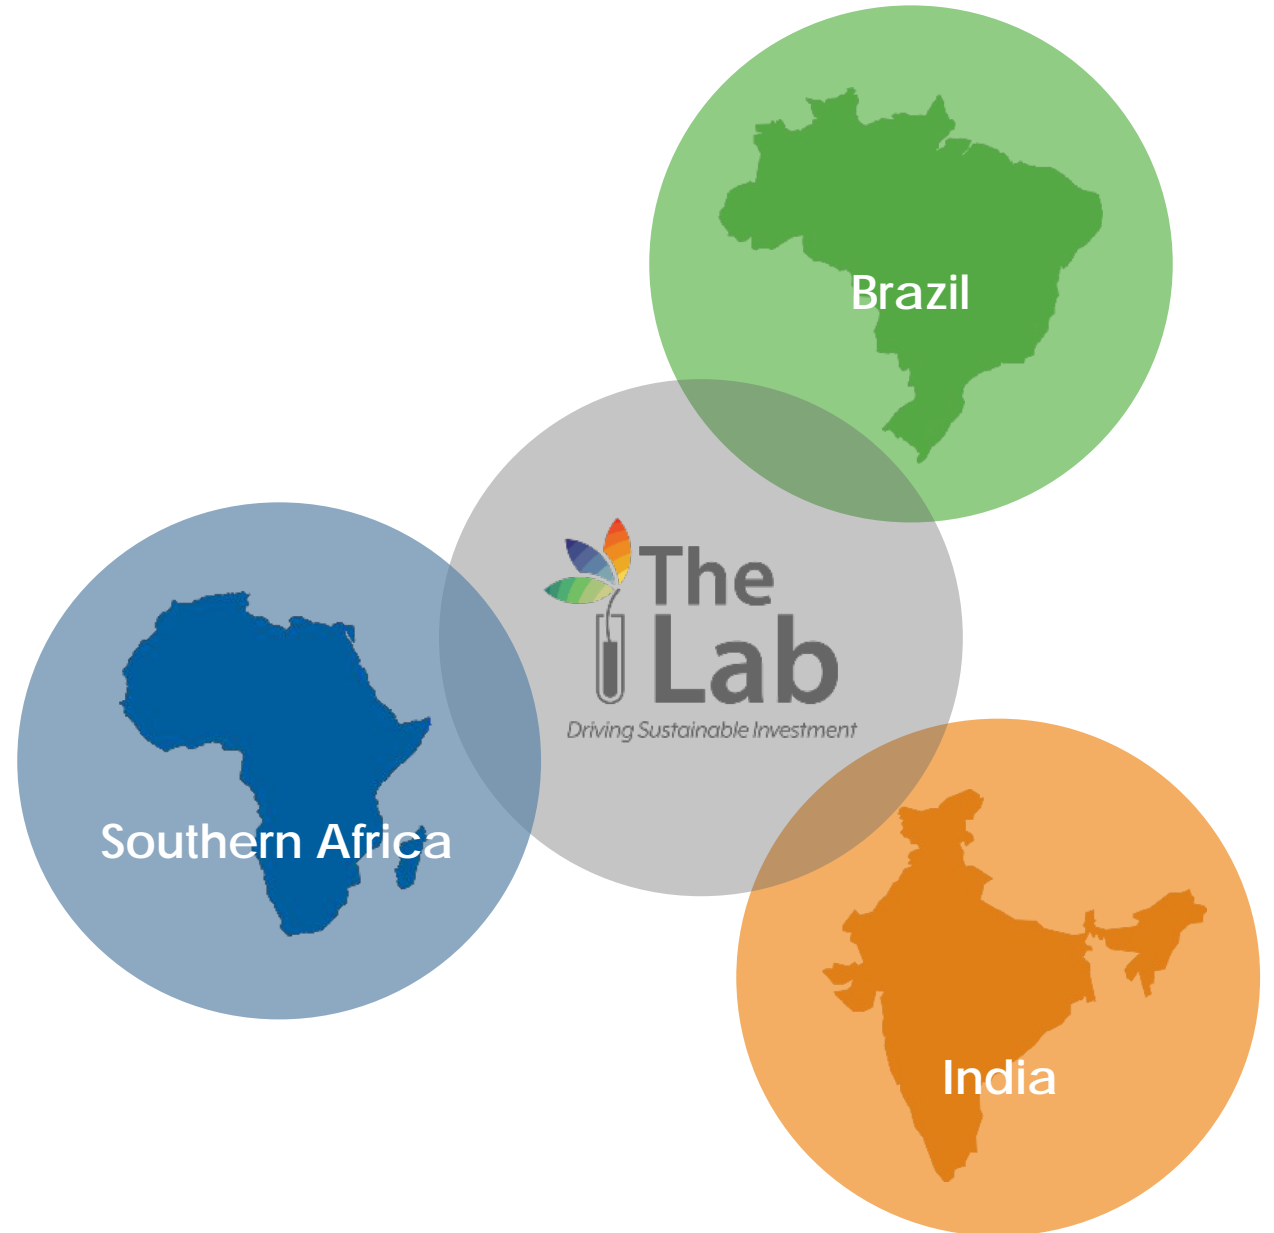 Brazil
The
Lab
Driving Sustainable Investment
Southern Africa
India